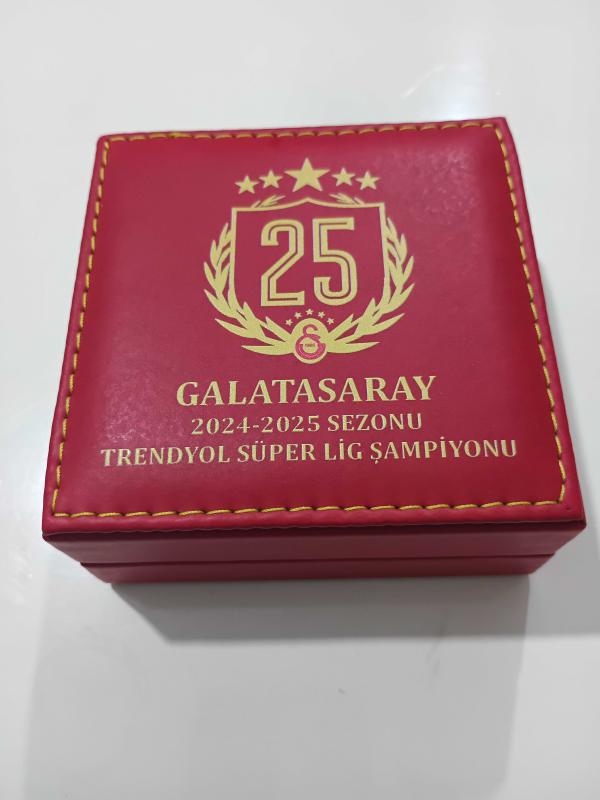 25
GALATASARAY
2024-2025 SEZONU
TRENDYOL SÜPER LİG ŞAMPİYONU